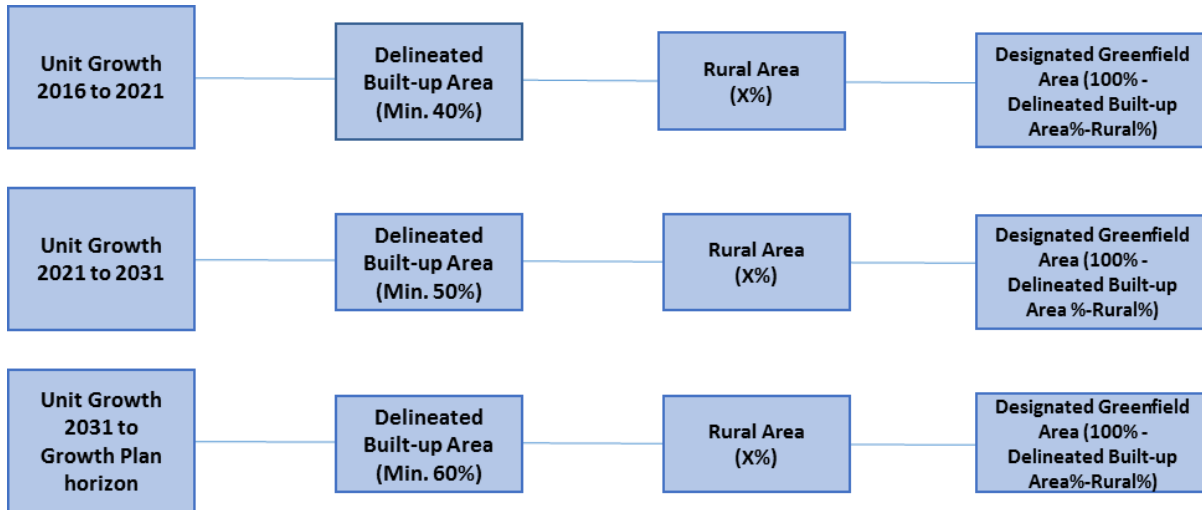 Unit Growth
2016 to 2021
Delineated
Built-up Area
(Min. 40%)
Rural Area
(X%)
Designated Greenfield
Area (100% -
Delineated Built-up
Area%-Rural%)
Unit Growth
2021 to 2031
Delineated
Built-up Area
(Min. 50%)
Rural Area
(X%)
Designated Greenfield
Area (100% -
Delineated Built-up
Area %-Rural%)
Unit Growth
2031 to
Growth Plan
horizon
Delineated
Built-up Area
(Min. 60%)
Rural Area
(X%)
Designated Greenfield
Area (100% -
Delineated Built-up
Area%-Rural%)